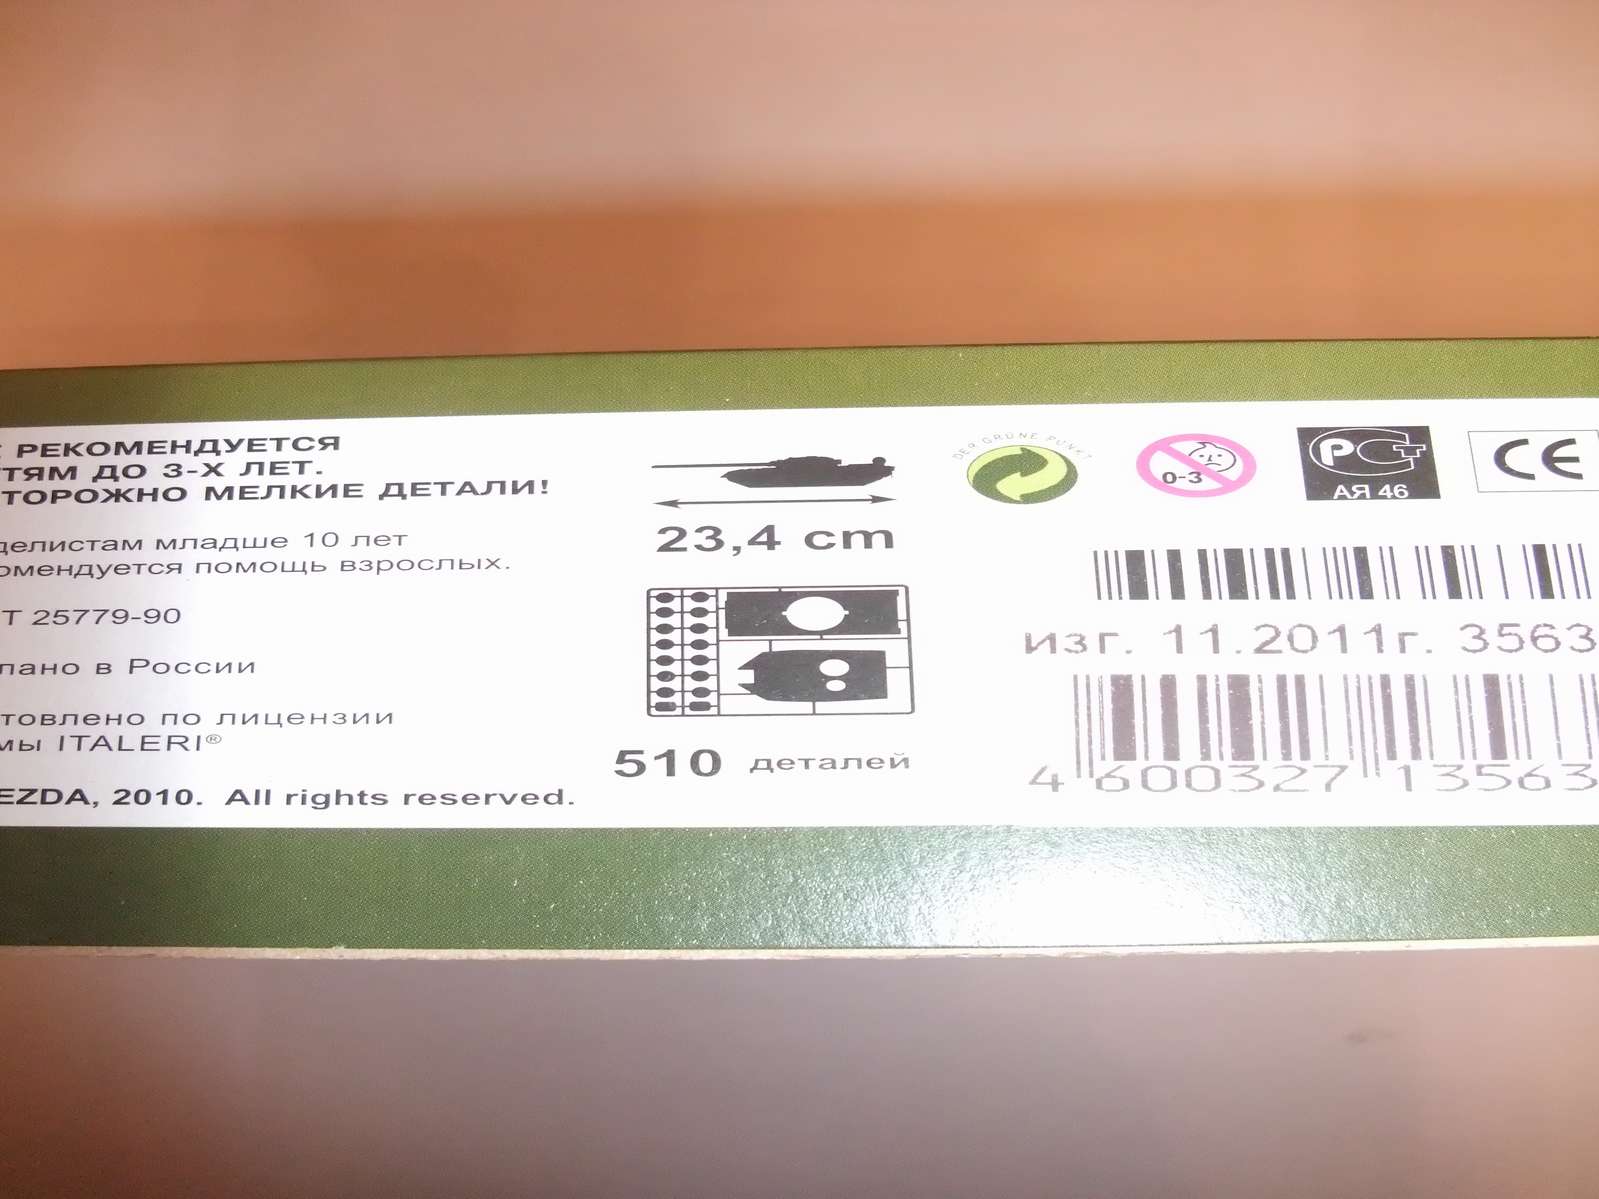 РЕКОМЕНДУЕТСЯ
ТЯМ ДО 3-Х ЛЕТ.
ТОРОЖНО МЕЛКИЕ ДЕТАЛИ!
делистам младше 10 лет
омендуется помощь взрослых.
Т 25779-90
лано в России
товлено по лицензии
мы ITALERI®
EZDA, 2010. All rights reserved.
23,4 cm
510 деталей
DER GRÜNE PUNKT
0-3
РС
АЯ 46
CE
изг. 11.2011г. 3563
4 600327 13563